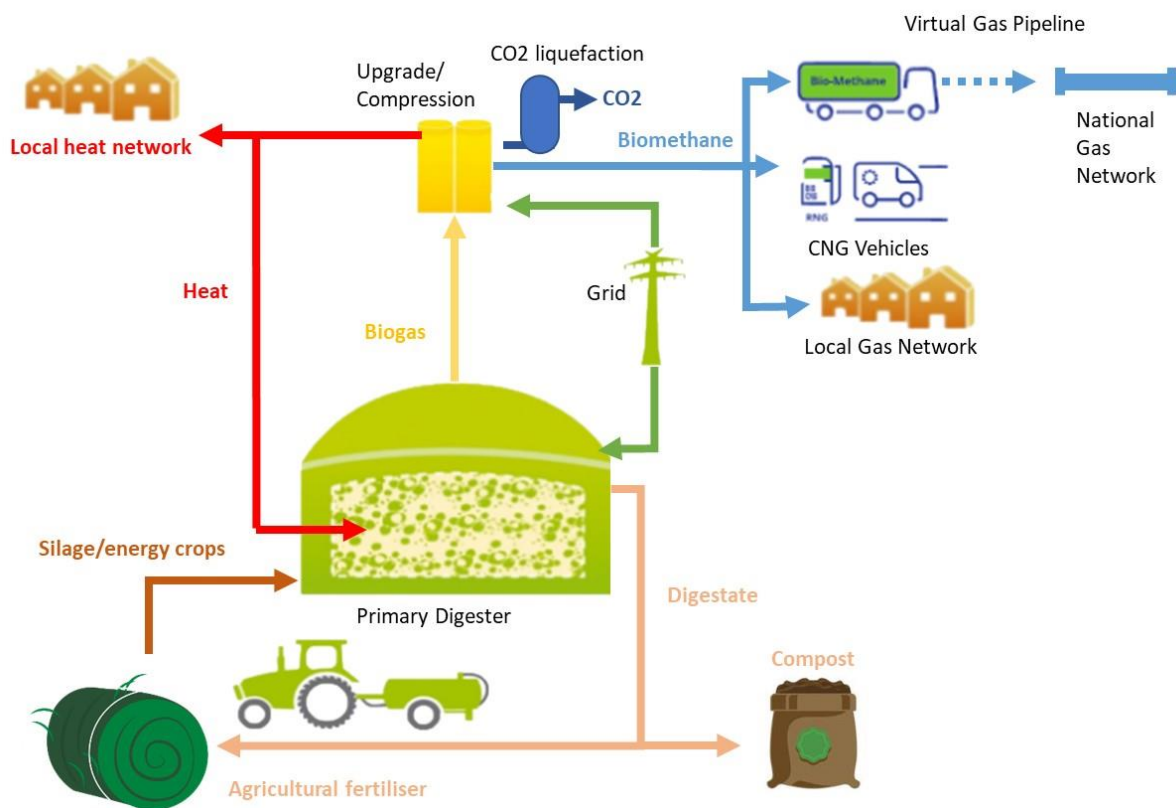 Virtual Gas Pipeline
CO2 liquefaction
Upgrade/
Compression
CO2
Bio-Methane
Local heat network
Biomethane
National
Gas
Network
RNG
CNG Vehicles
Heat
Grid
Biogas
Local Gas Network
Silage/energy crops
Primary Digester
Digestate
Compost
Agricultural fertiliser